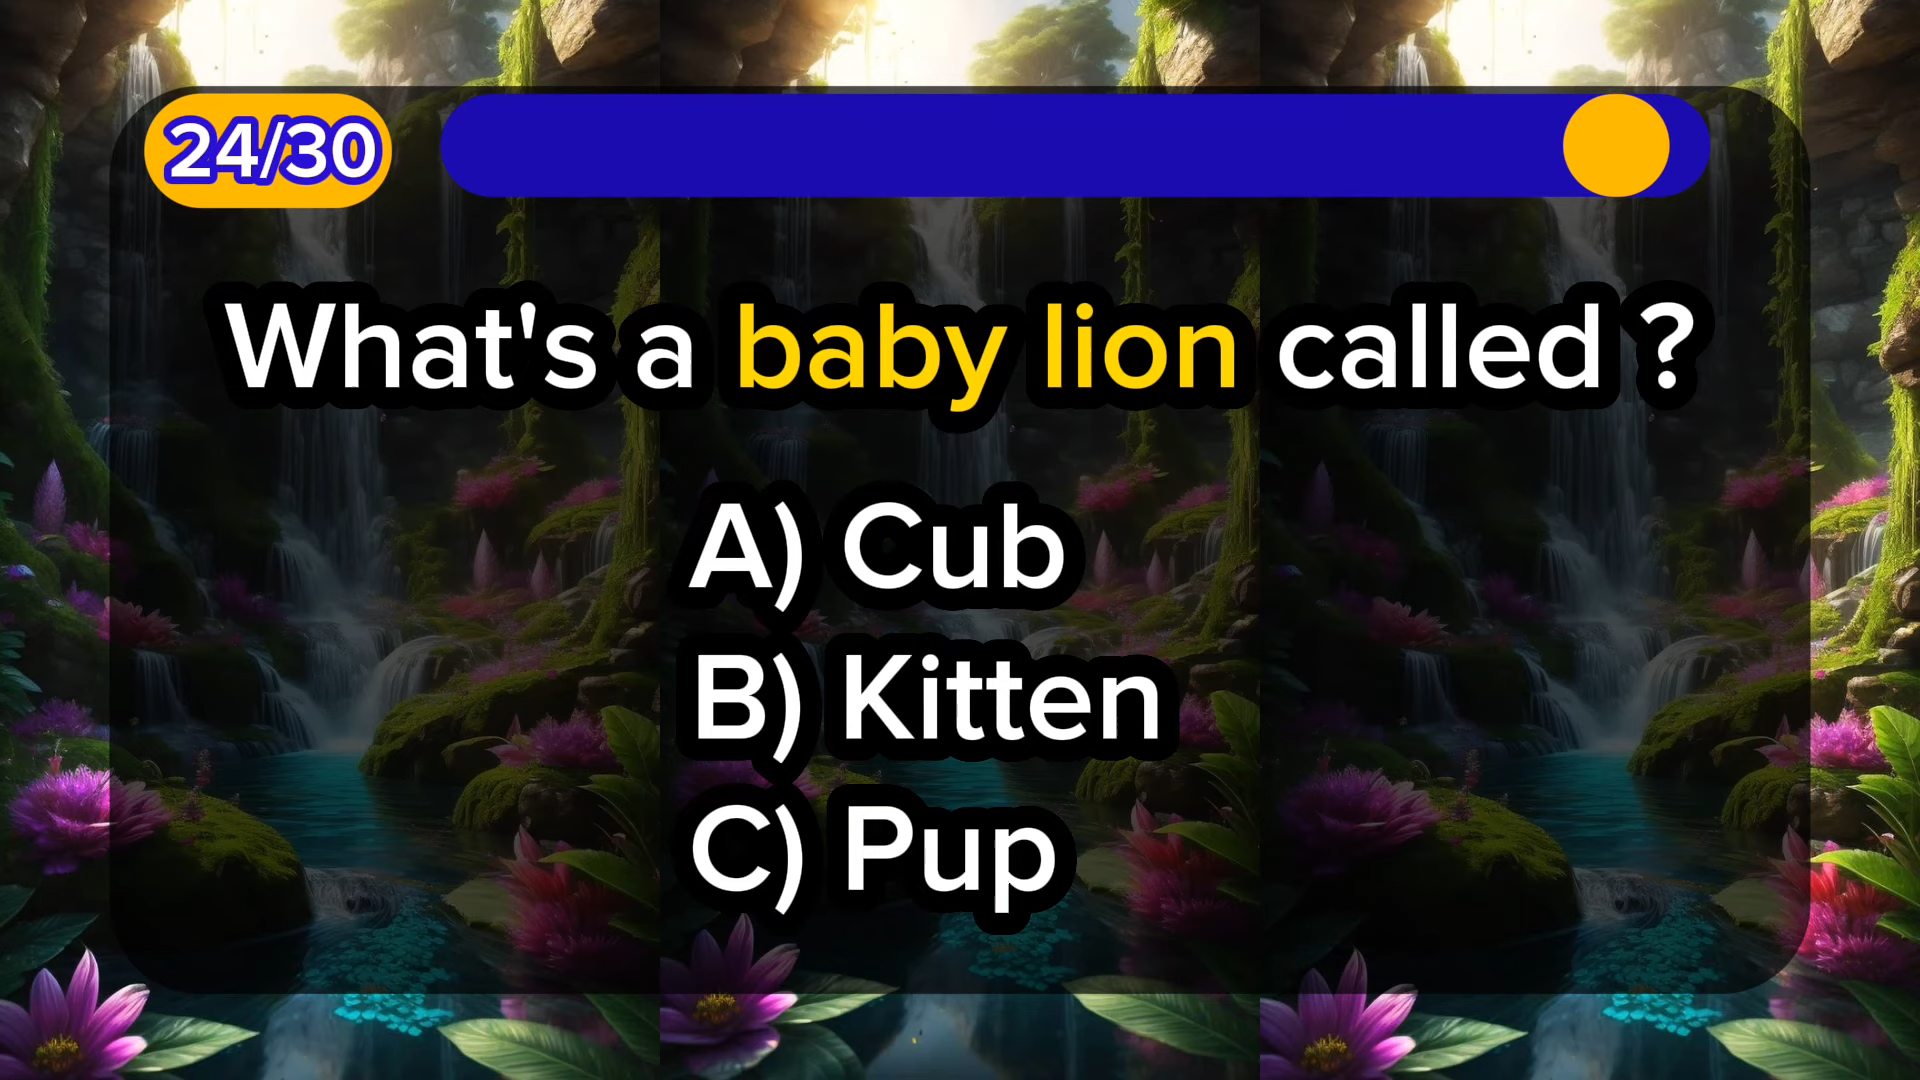 24/30
What's a baby lion called ?
A) Cub
B) Kitten
C) Pup